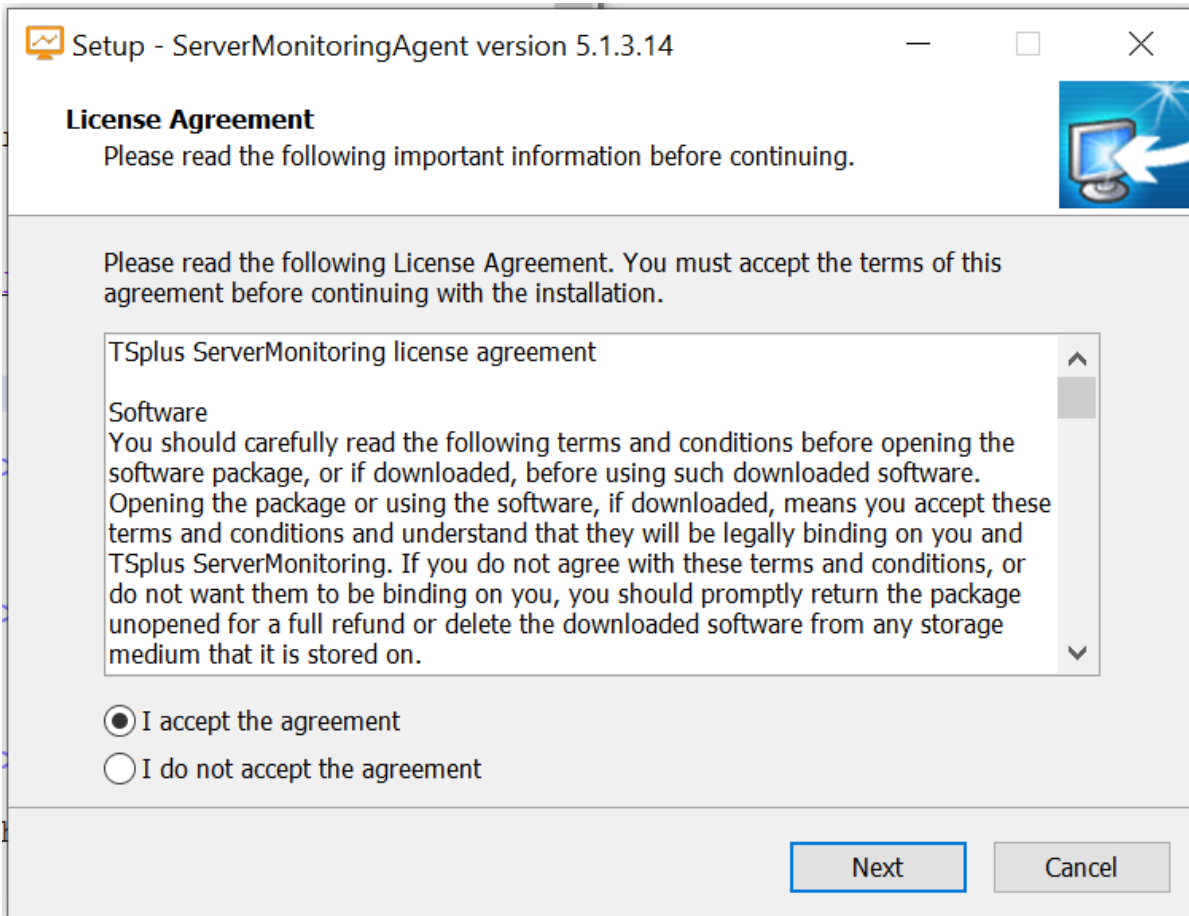 Setup - ServerMonitoringAgent version 5.1.3.14
License Agreement
Please read the following important information before continuing.
Please read the following License Agreement. You must accept the terms of this
agreement before continuing with the installation.
TSplus ServerMonitoring license agreement
Software
You should carefully read the following terms and conditions before opening the
software package, or if downloaded, before using such downloaded software.
Opening the package or using the software, if downloaded, means you accept these
terms and conditions and understand that they will be legally binding on you and
TSplus ServerMonitoring. If you do not agree with these terms and conditions, or
do not want them to be binding on you, you should promptly return the package
unopened for a full refund or delete the downloaded software from any storage
medium that it is stored on.
I accept the agreement
I do not accept the agreement
Next Cancel